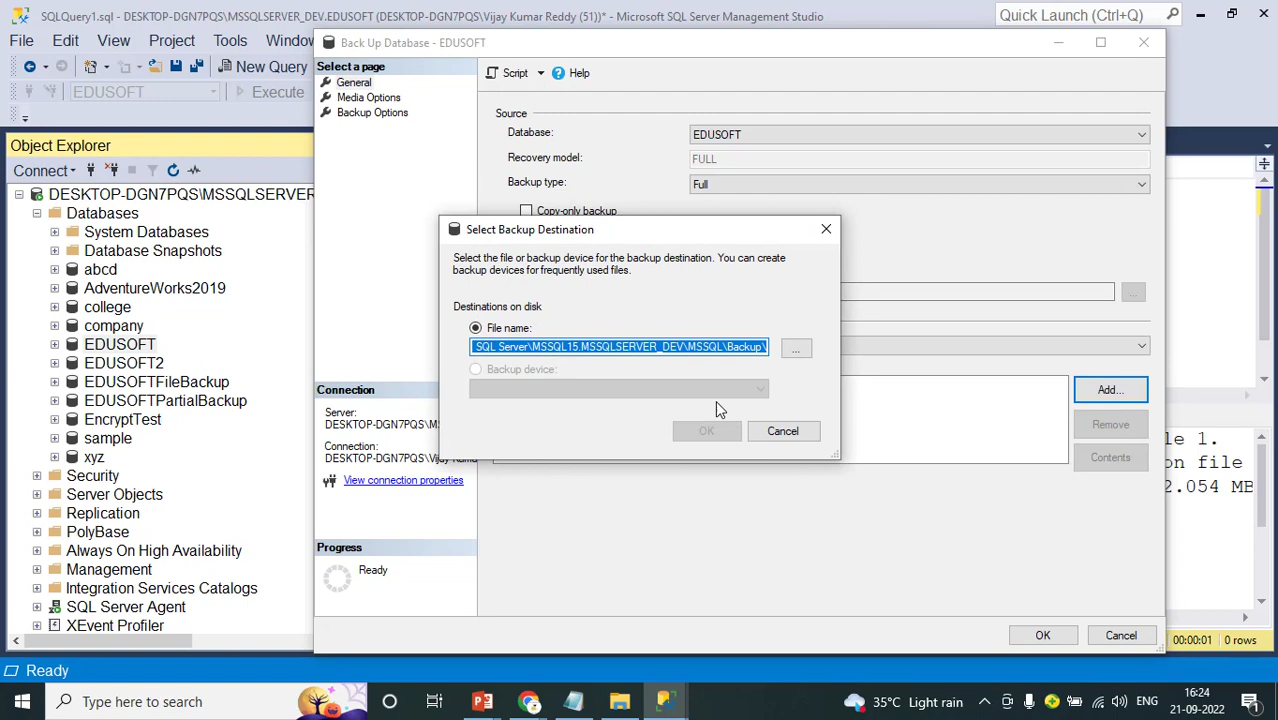 SQLQuery1.sql - DESKTOP-DGN7PQS\MSSQLSERVER_DEV.EDUSOFT (DESKTOP-DGN7PQS\Vijay Kumar Reddy (51))* - Microsoft SQL Server Management Studio
Quick Launch (Ctrl+Q)
File Edit View Project Tools Window
New Query
EDUSOFT Execute
Object Explorer
Connect
DESKTOP-DGN7PQS\MSSQLSERVER
Databases
System Databases
Database Snapshots
abcd
AdventureWorks2019
college
company
EDUSOFT
EDUSOFT2
EDUSOFTFileBackup
EDUSOFTPartialBackup
EncryptTest
sample
xyz
Security
Server Objects
Replication
PolyBase
Always On High Availability
Management
Integration Services Catalogs
SQL Server Agent
XEvent Profiler
Back Up Database - EDUSOFT
Select a page
General
Media Options
Backup Options
Connection
Server:
DESKTOP-DGN7PQS\M
Connection:
DESKTOP-DGN7PQS\Vijay Kuma
View connection properties
Progress
Ready
Script Help
Source
Database: EDUSOFT
Recovery model: FULL
Backup type: Full
Copy-only backup
...
Add...
Remove
Contents
OK Cancel
Select Backup Destination
Select the file or backup device for the backup destination. You can create
backup devices for frequently used files.
Destinations on disk
File name:
SQL Server\MSSQL15.MSSQLSERVER_DEV\MSSQL\Backup\ ...
Backup device:
OK Cancel
le 1.
on file
2.054 MB
00:00:01 0 rows
Ready
Type here to search
35°C Light rain
ENG
16:24
21-09-2022
1